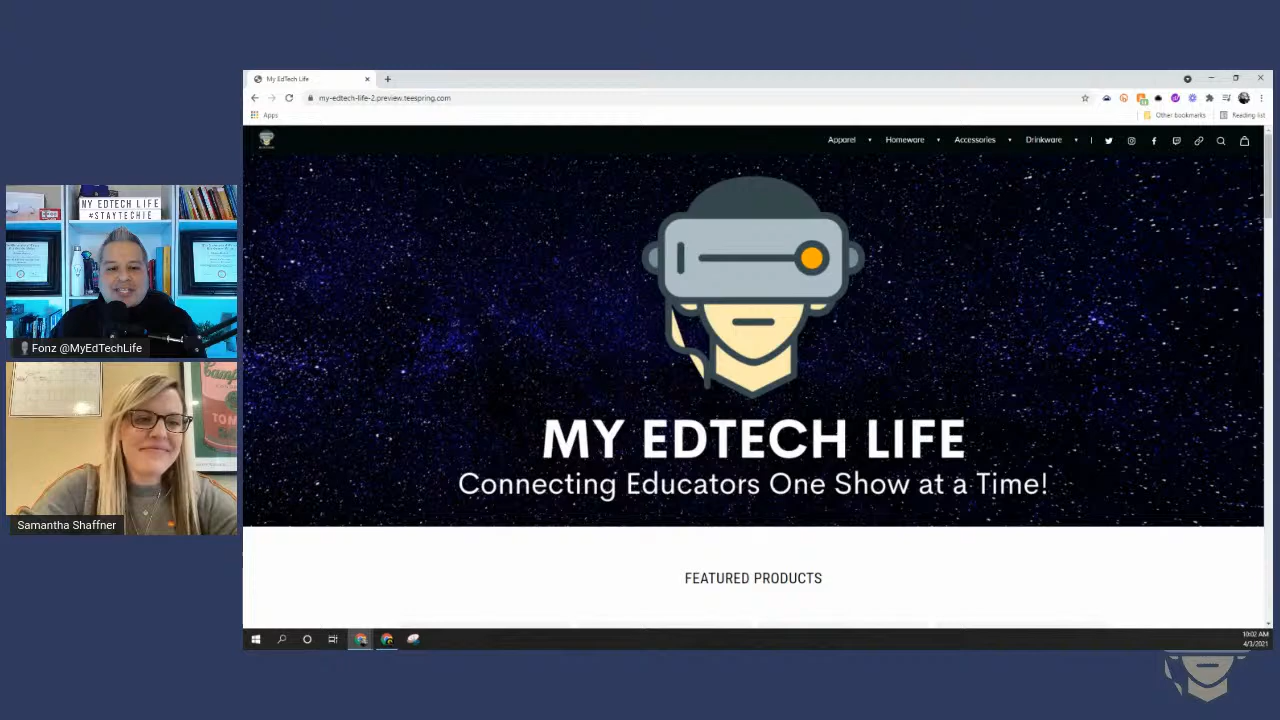 My EdTech Life
my-edtech-life-2.preview.teespring.com
Apps
Other bookmarks
Reading list
Apparel
Homeware
Accessories
Drinkware
MY EDTECH LIFE
Connecting Educators One Show at a Time!
FEATURED PRODUCTS
10:02 AM
4/3/2021
MY EDTECH LIFE
#STAYTECHIE
Fonz @MyEdTechLife
Campbell
TOM
Samantha Shaffner